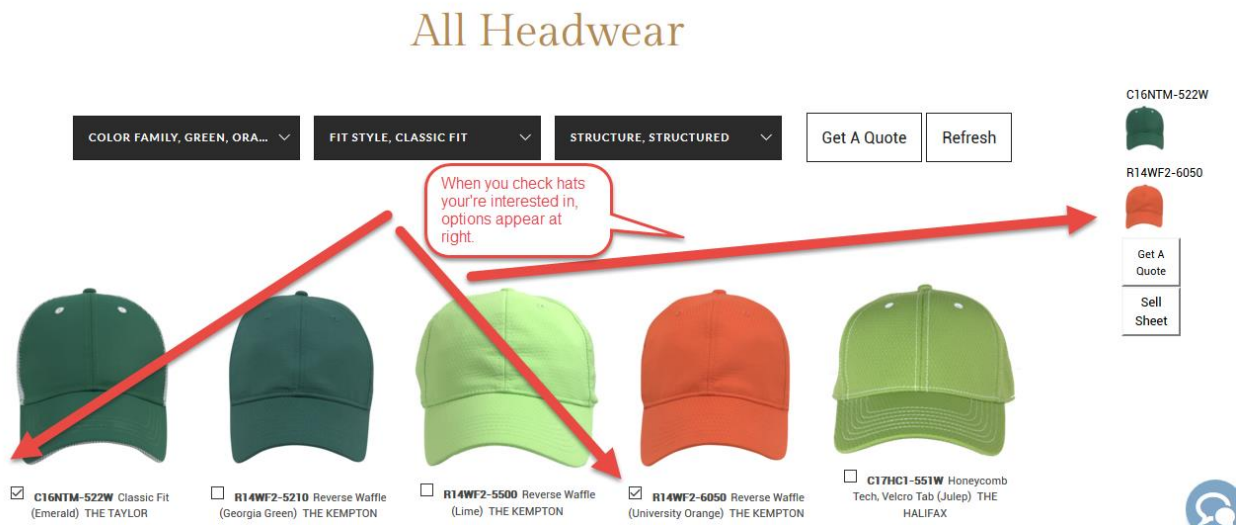 All Headwear
COLOR FAMILY, GREEN, ORA...
FIT STYLE, CLASSIC FIT
STRUCTURE, STRUCTURED
Get A Quote
Refresh
C16NTM-522W
R14WF2-6050
Get A
Quote
Sell
Sheet
When you check hats
your're interested in,
options appear at
right.
C16NTM-522W Classic Fit
(Emerald) THE TAYLOR
R14WF2-5210 Reverse Waffle
(Georgia Green) THE KEMPTON
R14WF2-5500 Reverse Waffle
(Lime) THE KEMPTON
R14WF2-6050 Reverse Waffle
(University Orange) THE KEMPTON
C17HC1-551W Honeycomb
Tech, Velcro Tab (Julep) THE
HALIFAX